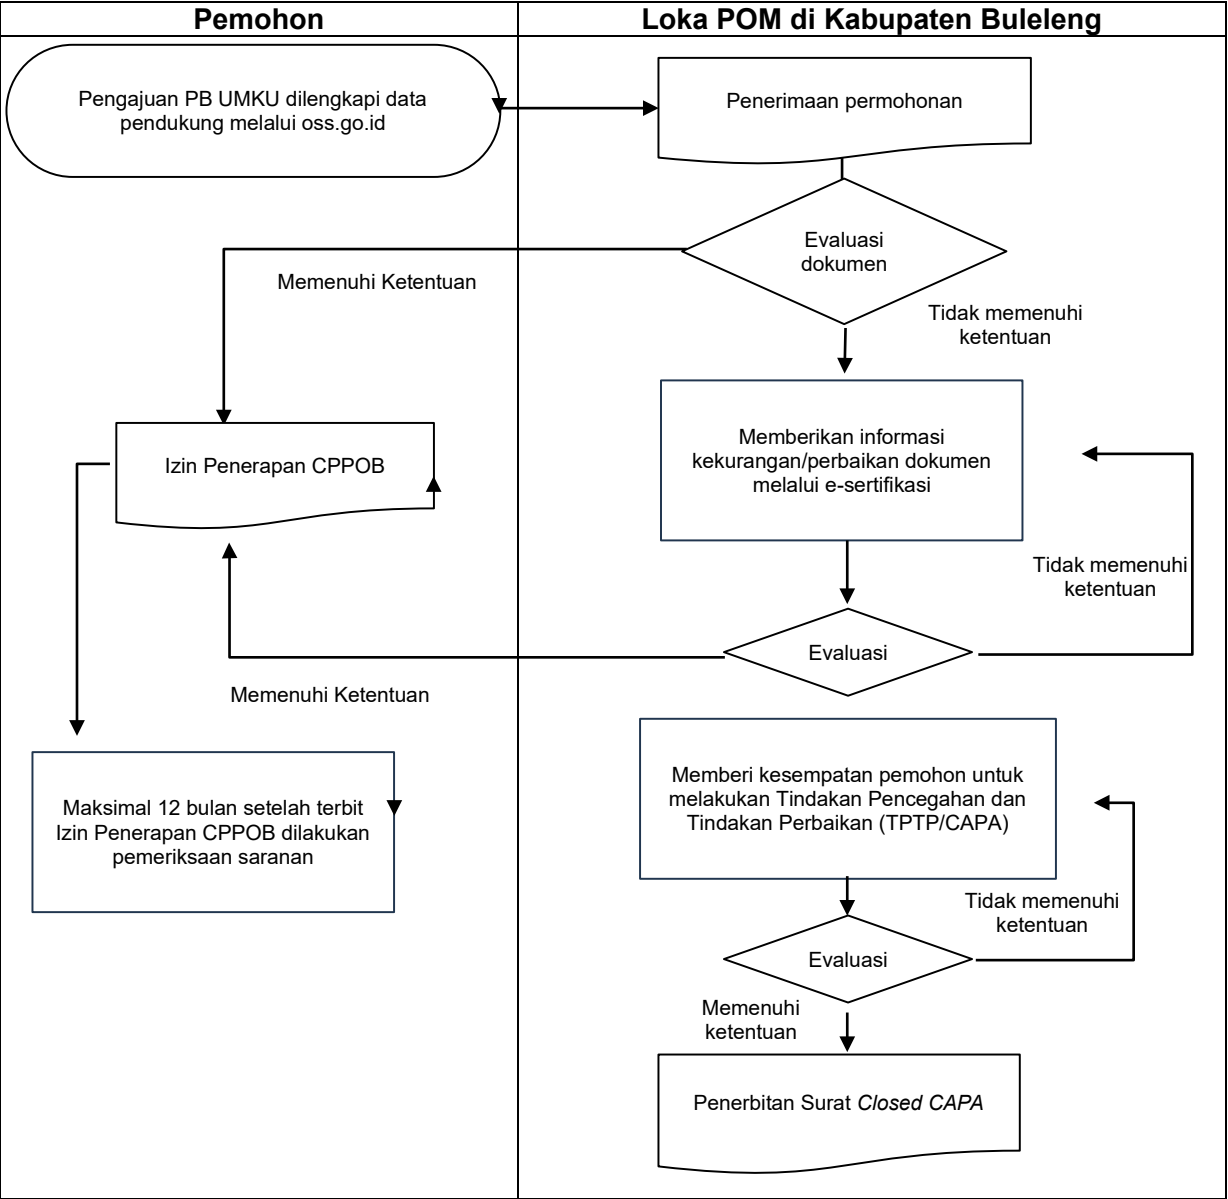 Pemohon
Loka POM di Kabupaten Buleleng
Pengajuan PB UMKU dilengkapi data
pendukung melalui oss.go.id
Penerimaan permohonan
Evaluasi
dokumen
Memenuhi Ketentuan
Tidak memenuhi
ketentuan
Memberikan informasi
kekurangan/perbaikan dokumen
melalui e-sertifikasi
Izin Penerapan CPPOB
Tidak memenuhi
ketentuan
Evaluasi
Memenuhi Ketentuan
Memberi kesempatan pemohon untuk
melakukan Tindakan Pencegahan dan
Tindakan Perbaikan (TPTP/CAPA)
Maksimal 12 bulan setelah terbit
Izin Penerapan CPPOB dilakukan
pemeriksaan saranan
Tidak memenuhi
ketentuan
Evaluasi
Memenuhi
ketentuan
Penerbitan Surat Closed CAPA